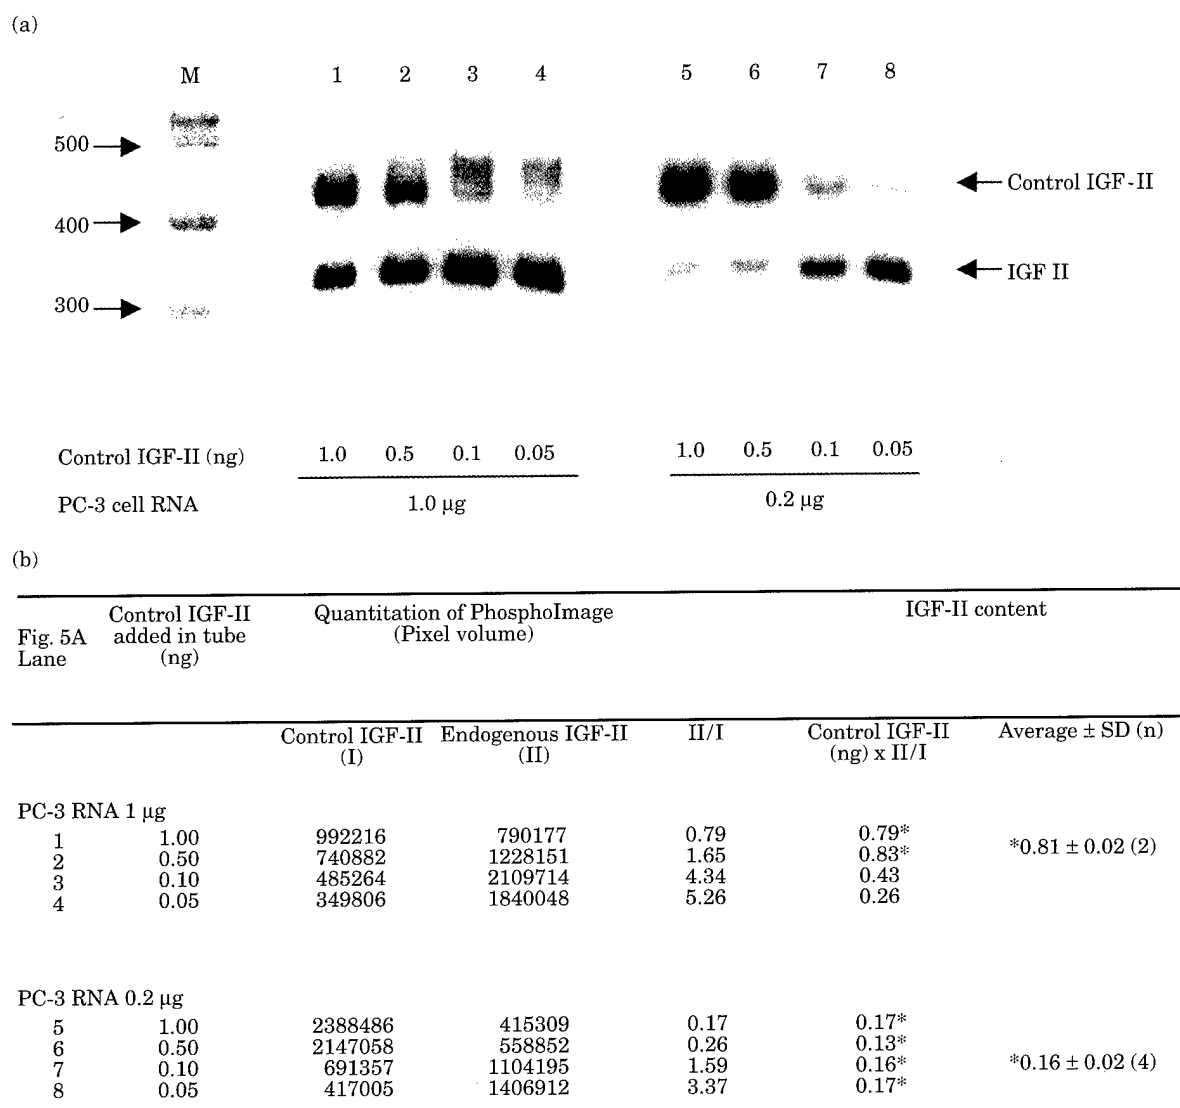 (a)
M 1 2 3 4 5 6 7 8
500
Control IGF-II
400
IGF II
300
Control IGF-II (ng) 1.0 0.5 0.1 0.05 1.0 0.5 0.1 0.05
PC-3 cell RNA 1.0 µg 0.2 µg
(b)
Fig. 5A
Lane
Control IGF-II
added in tube
(ng)
Quantitation of PhosphoImage
(Pixel volume)
IGF-II content
Control IGF-II
(I)
Endogenous IGF-II
(II)
II/I
Control IGF-II
(ng) x II/I
Average ± SD (n)
PC-3 RNA 1 µg
1 1.00 992216 790177 0.79 0.79*
2 0.50 740882 1228151 1.65 0.83*
*0.81 ± 0.02 (2)
3 0.10 485264 2109714 4.34 0.43
4 0.05 349806 1840048 5.26 0.26
PC-3 RNA 0.2 µg
5 1.00 2388486 415309 0.17 0.17*
6 0.50 2147058 558852 0.26 0.13*
7 0.10 691357 1104195 1.59 0.16*
*0.16 ± 0.02 (4)
8 0.05 417005 1406912 3.37 0.17*